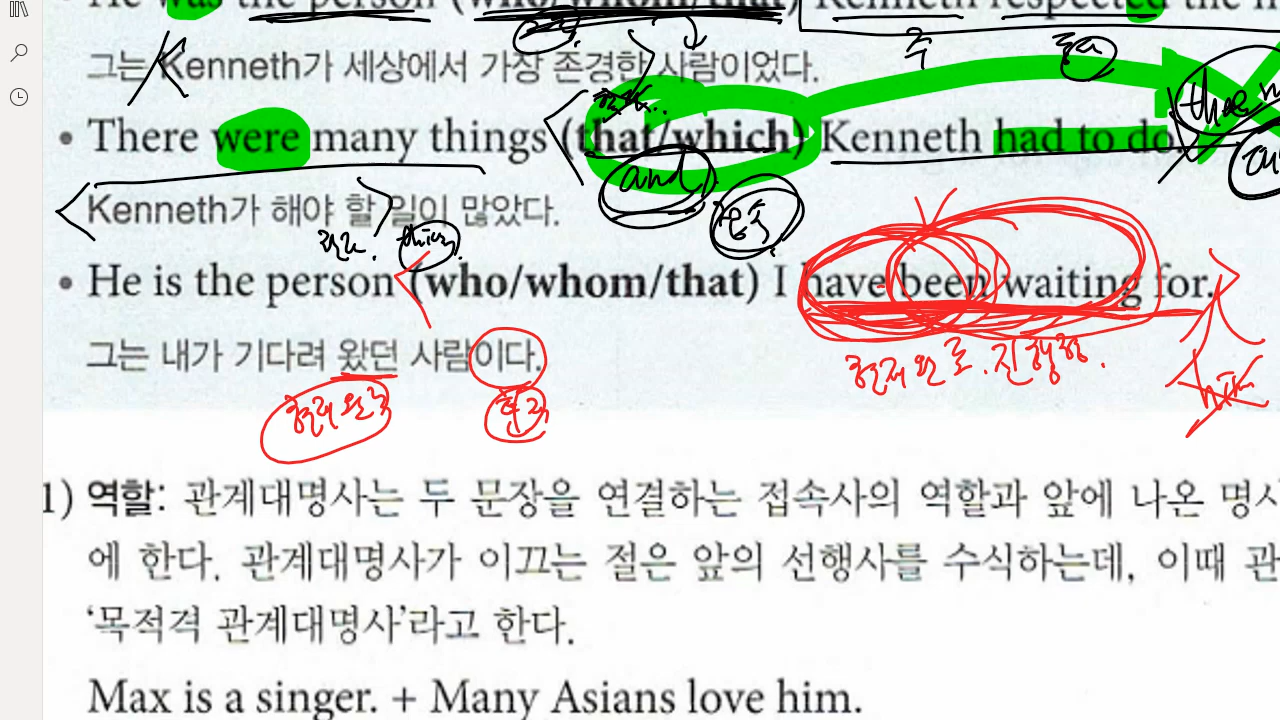 He was the person (who/whom/that) Kenneth respected the
그는 Kenneth가 세상에서 가장 존경한 사람이었다.
주
• There were many things (that/which) Kenneth had to do.
and
Kenneth가 해야 할 일이 많았다.
things
• He is the person (who/whom/that) I have been waiting for.
그는 내가 기다려 왔던 사람이다.
현재완료.진행형.
현재완료
현재
him
1) 역할: 관계대명사는 두 문장을 연결하는 접속사의 역할과 앞에 나온 명사
에 한다. 관계대명사가 이끄는 절은 앞의 선행사를 수식하는데, 이때 관
‘목적격 관계대명사’라고 한다.
Max is a singer. + Many Asians love him.